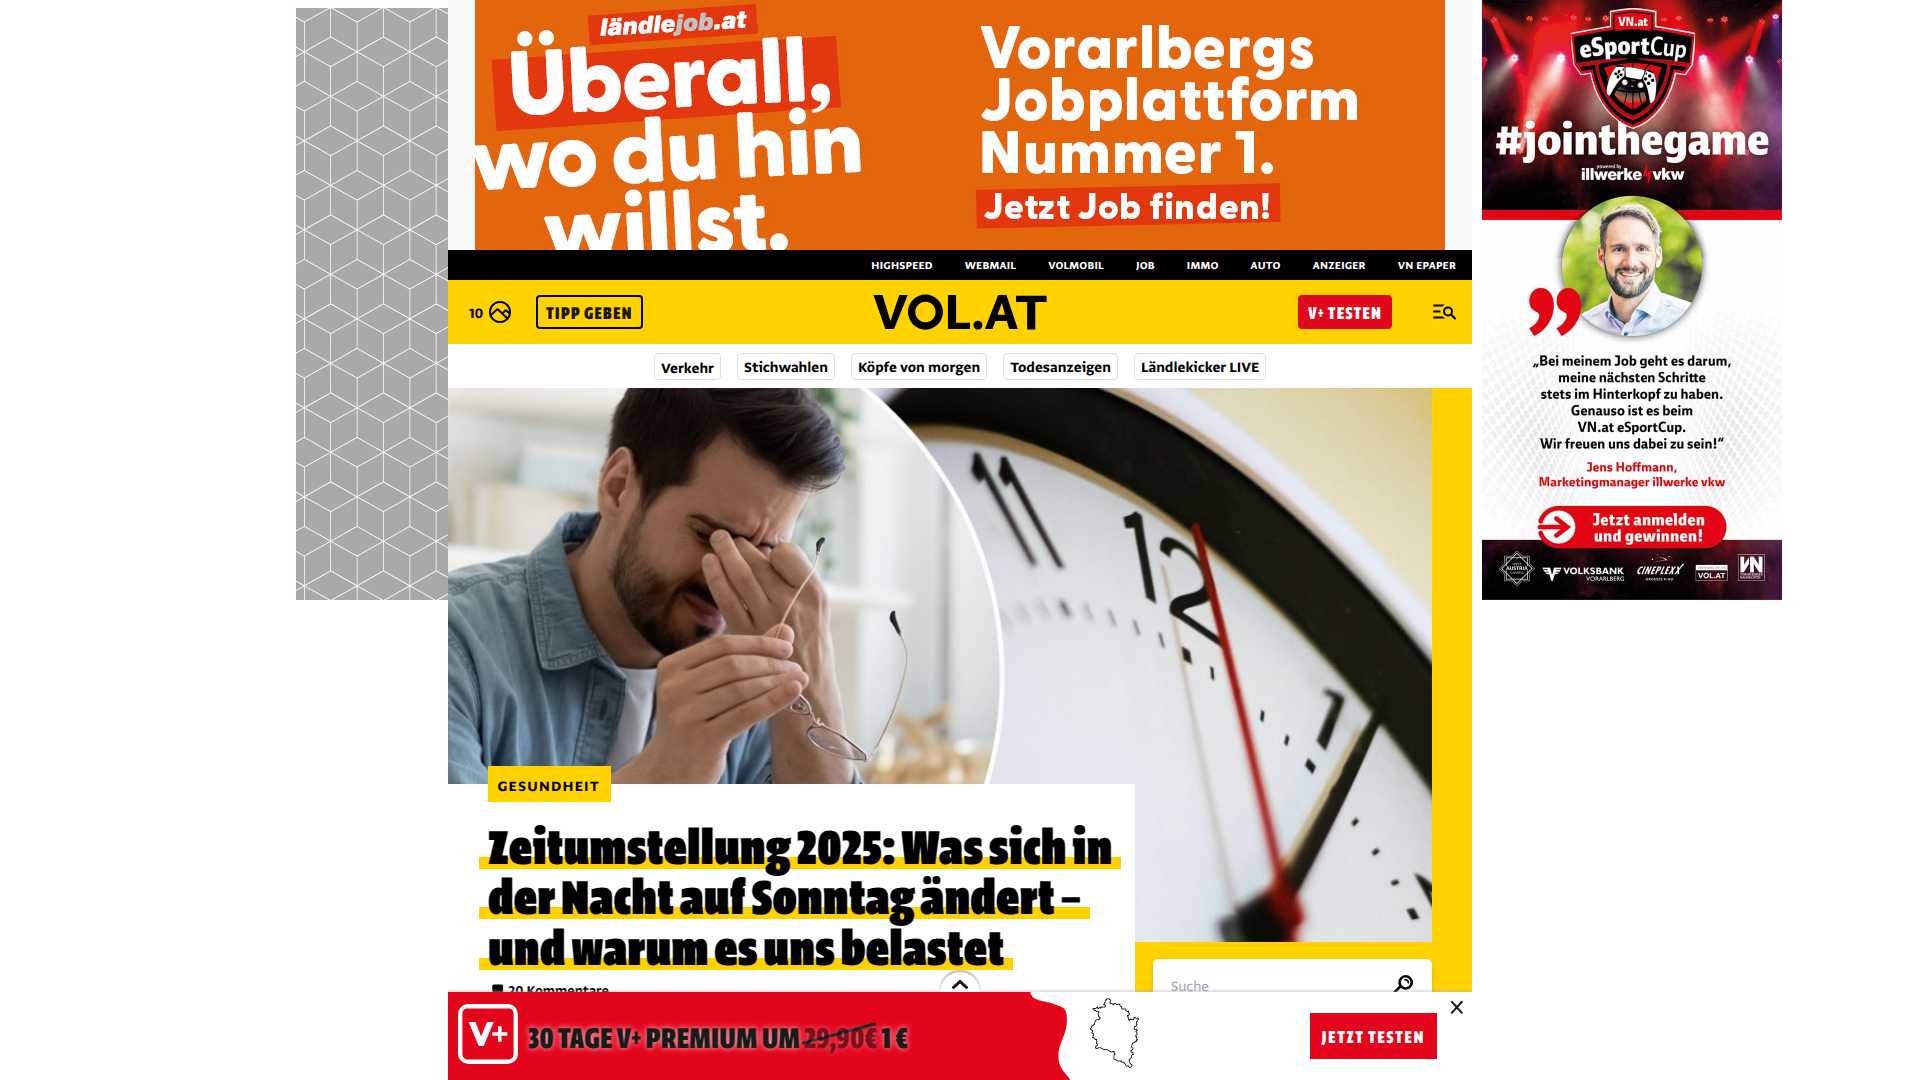 ländlejob.at
Überall,
wo du hin
willst.
Vorarlbergs
Jobplattform
Nummer 1.
Jetzt Job finden!
HIGHSPEED WEBMAIL VOLMOBIL JOB IMMO AUTO ANZEIGER VN EPAPER
10 TIPP GEBEN VOL.AT V+ TESTEN
Verkehr Stichwahlen Köpfe von morgen Todesanzeigen Ländlekicker LIVE
11 12 1
GESUNDHEIT
Zeitumstellung 2025: Was sich in
der Nacht auf Sonntag ändert –
und warum es uns belastet
20 Kommentare
Suche
V+ 30 TAGE V+ PREMIUM UM 29,90€ 1 €
JETZT TESTEN
VN.at
eSportCup
#jointhegame
powered by
illwerke vkw
„Bei meinem Job geht es darum,
meine nächsten Schritte
stets im Hinterkopf zu haben.
Genauso ist es beim
VN.at eSportCup.
Wir freuen uns dabei zu sein!“
Jens Hoffmann,
Marketingmanager illwerke vkw
Jetzt anmelden
und gewinnen!
AUSTRIA
VOLKSBANK
VORARLBERG
CINEPLEXX
VOL.AT
VN